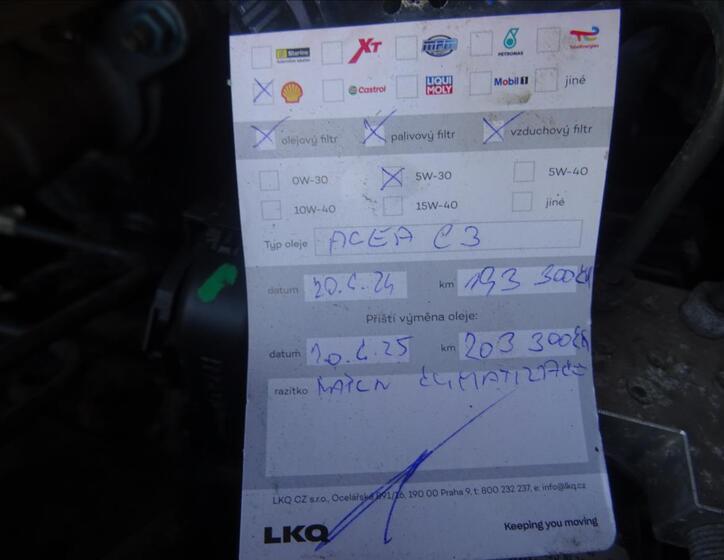 Starline XT MPM PETRONAS TotalEnergies
Castrol LIQUI MOLY Mobil 1 jiné
olejový filtr palivový filtr vzduchový filtr
0W-30 5W-30 5W-40
10W-40 15W-40 jiné
Typ oleje ACEA C3
datum 20.6.24 km 193 300
Příští výměna oleje:
datum 20.6.25 km 203 300
razítko
LKQ CZ s.r.o., Ocelářská 891/16, 190 00 Praha 9, t: 800 232 237, e: info@lkq.cz
LKQ Keeping you moving